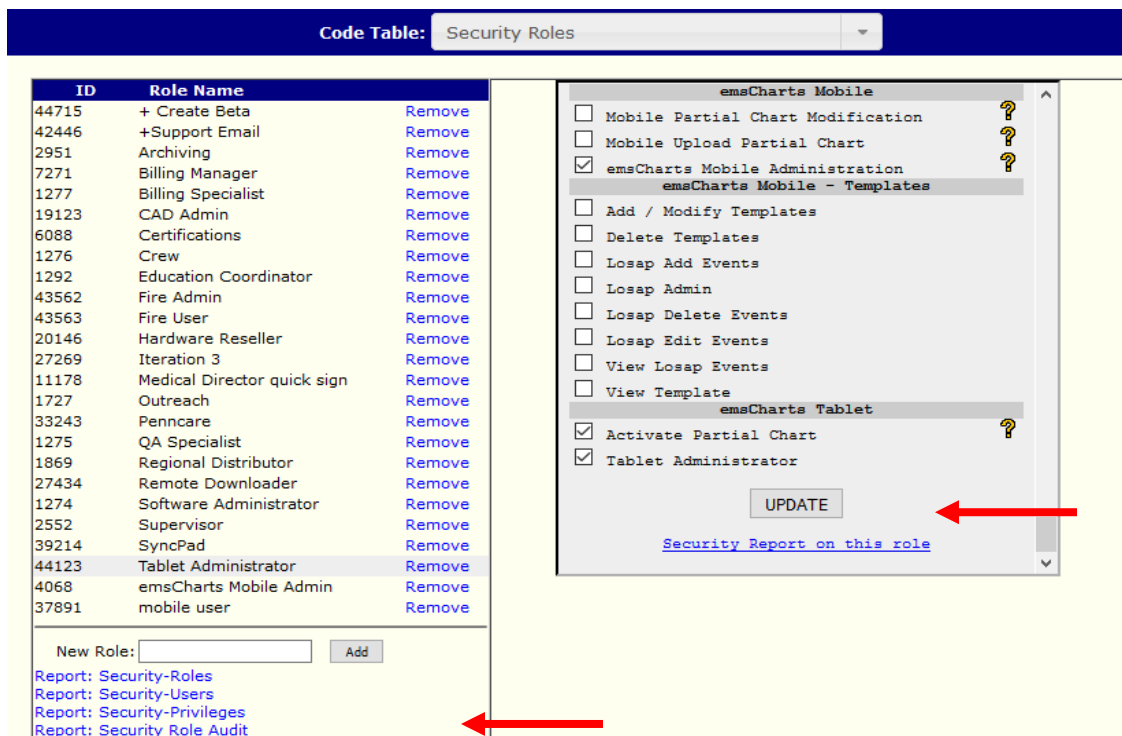 Code Table: Security Roles
ID Role Name
44715 + Create Beta Remove
42446 +Support Email Remove
2951 Archiving Remove
7271 Billing Manager Remove
1277 Billing Specialist Remove
19123 CAD Admin Remove
6088 Certifications Remove
1276 Crew Remove
1292 Education Coordinator Remove
43562 Fire Admin Remove
43563 Fire User Remove
20146 Hardware Reseller Remove
27269 Iteration 3 Remove
11178 Medical Director quick sign Remove
1727 Outreach Remove
33243 Penncare Remove
1275 QA Specialist Remove
1869 Regional Distributor Remove
27434 Remote Downloader Remove
1274 Software Administrator Remove
2552 Supervisor Remove
39214 SyncPad Remove
44123 Tablet Administrator Remove
4068 emsCharts Mobile Admin Remove
37891 mobile user Remove
New Role: Add
Report: Security-Roles
Report: Security-Users
Report: Security-Privileges
Report: Security Role Audit
emsCharts Mobile
Mobile Partial Chart Modification ?
Mobile Upload Partial Chart ?
emsCharts Mobile Administration ?
emsCharts Mobile - Templates
Add / Modify Templates
Delete Templates
Losap Add Events
Losap Admin
Losap Delete Events
Losap Edit Events
View Losap Events
View Template
emsCharts Tablet
Activate Partial Chart ?
Tablet Administrator
UPDATE
Security Report on this role